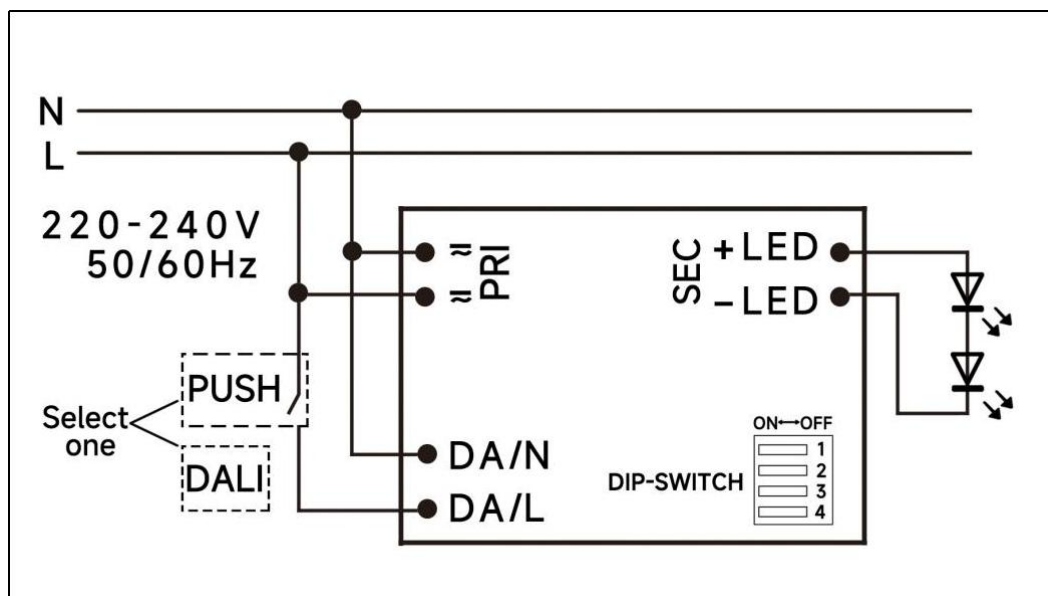 N
L
220-240V
50/60Hz
PRI
SEC
+LED
-LED
PUSH
Select
one
DALI
DA/N
DA/L
DIP-SWITCH
ON↔OFF
1
2
3
4